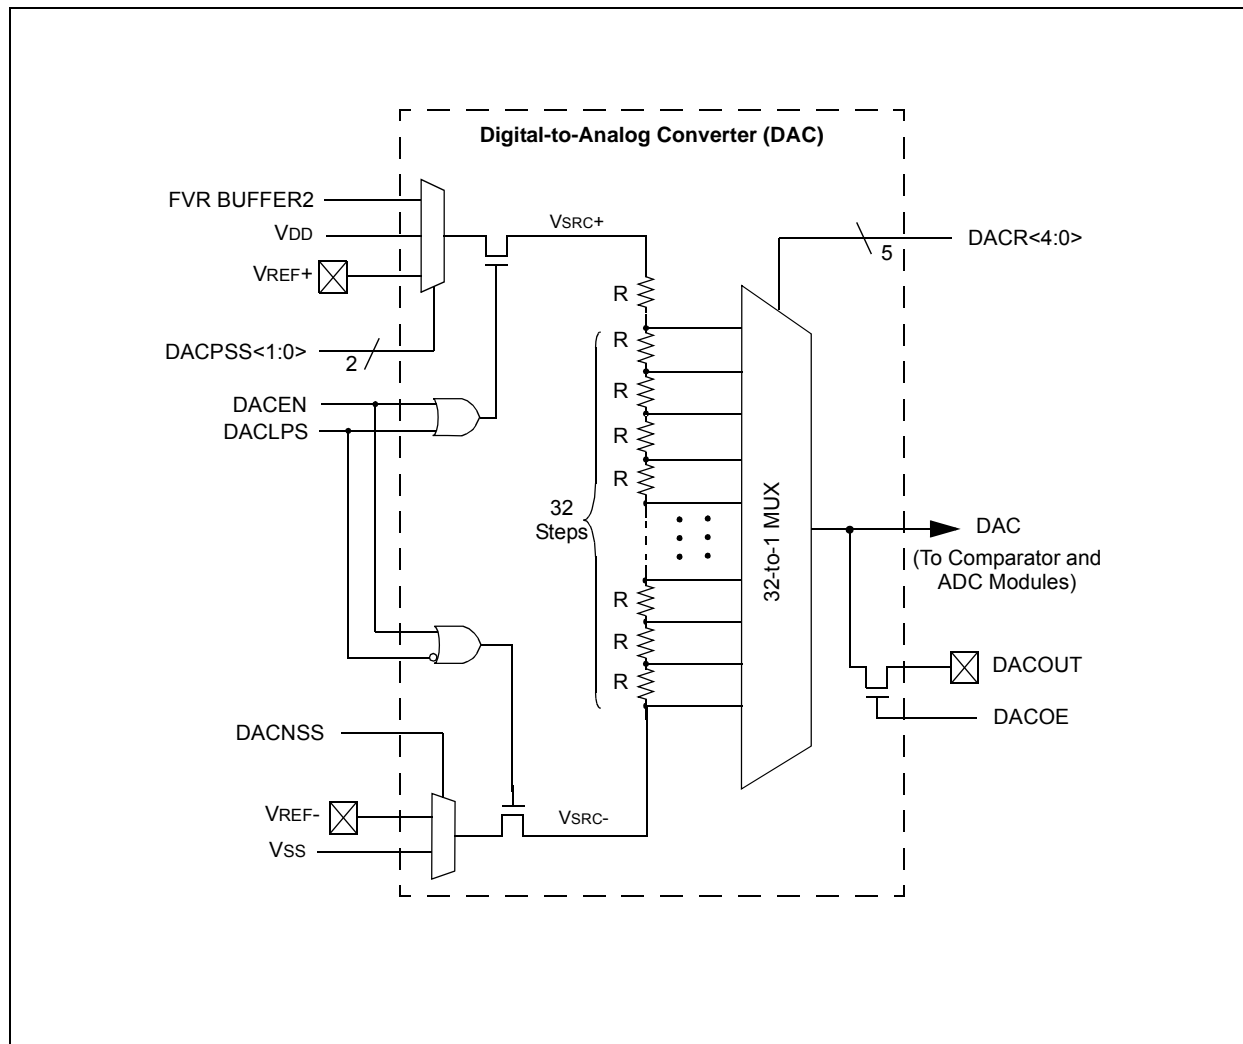 Digital-to-Analog Converter (DAC)
FVR BUFFER2
VDD
VREF+
DACPSS<1:0>
2
DACEN
DACLPS
VSRC+
R
R
R
R
R
32
Steps
R
R
R
32-to-1 MUX
5
DACR<4:0>
DAC
(To Comparator and
ADC Modules)
DACOUT
DACOE
DACNSS
VREF-
VSS
VSRC-